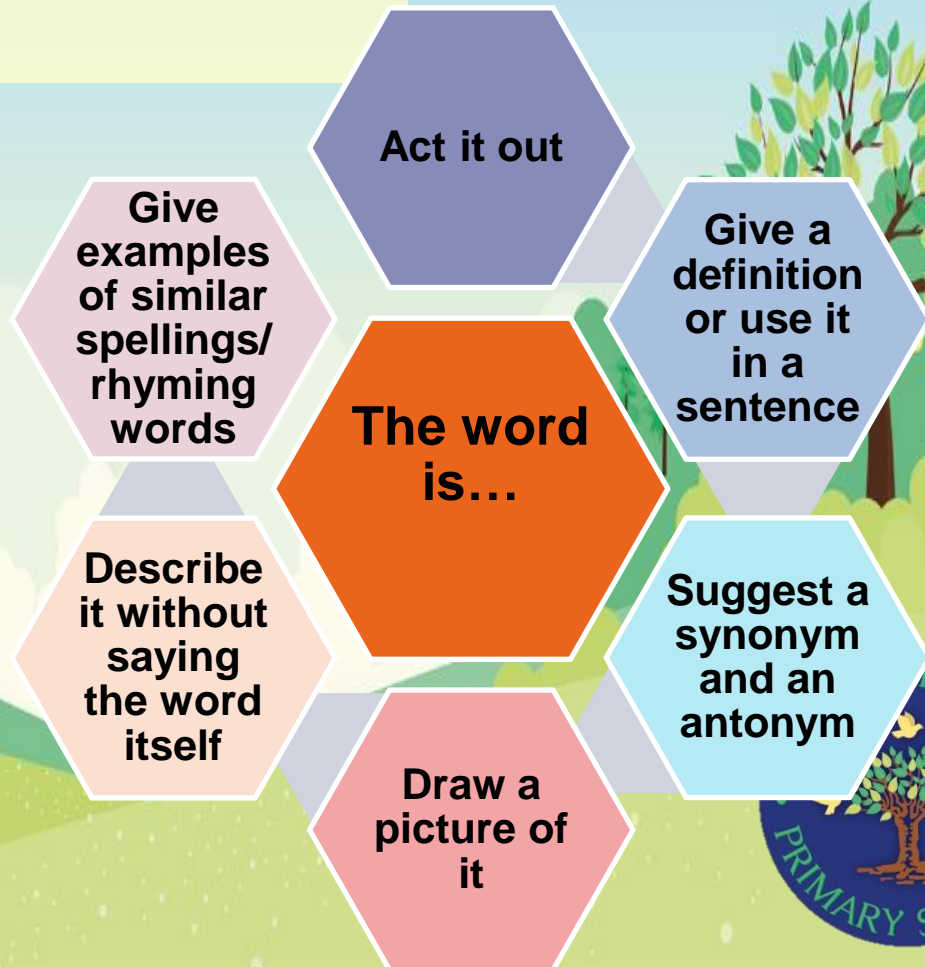 Act it out
Give
examples
of similar
spellings/
rhyming
words
Give a
definition
or use it
in a
sentence
The word
is…
Describe
it without
saying
the word
itself
Suggest a
synonym
and an
antonym
Draw a
picture of
it
PRIMARY